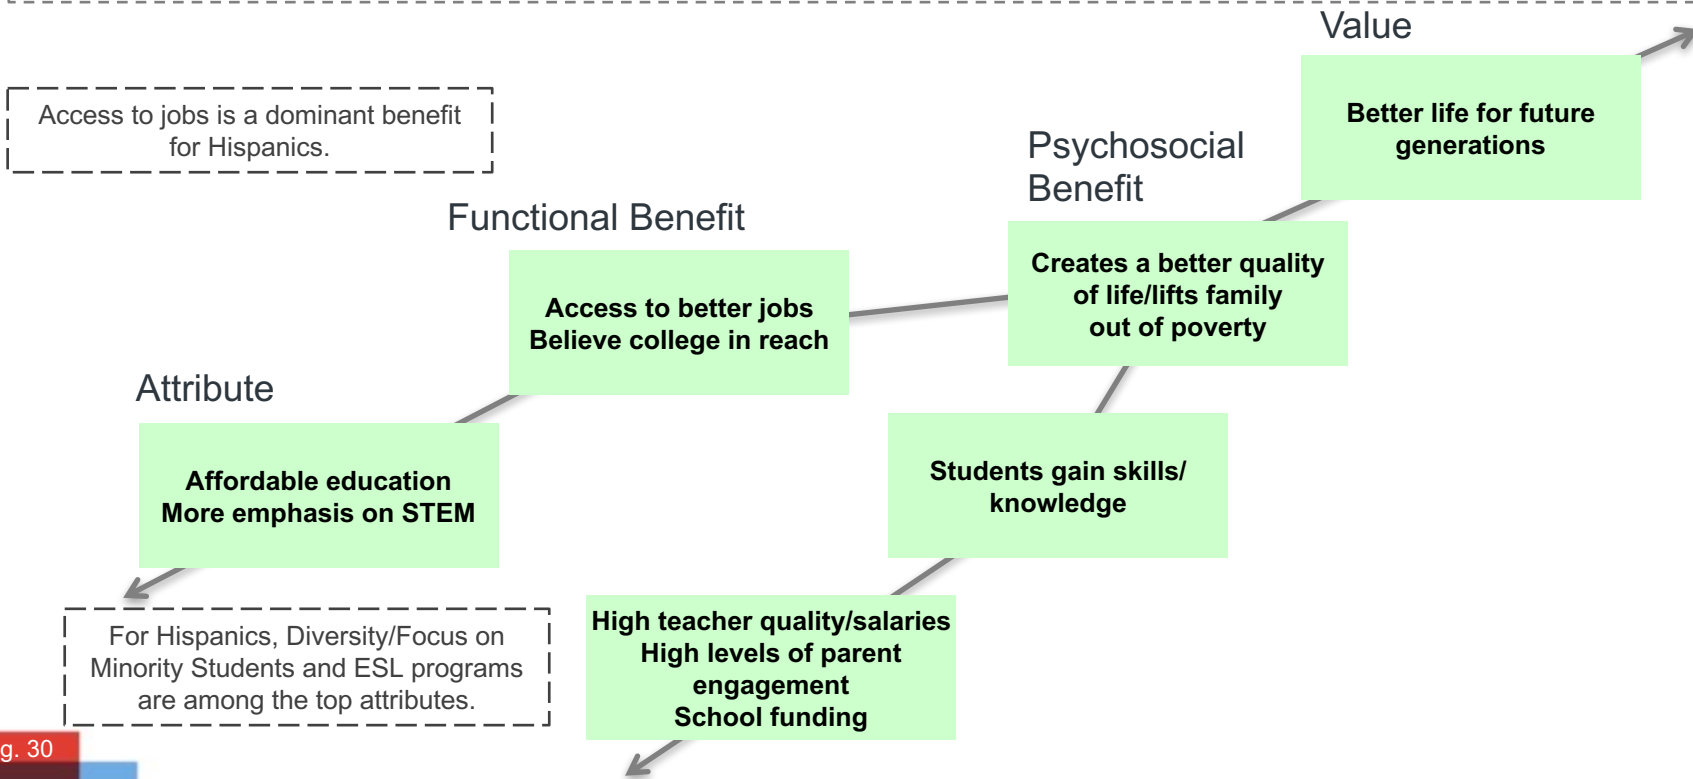 Value
Better life for future
generations
Access to jobs is a dominant benefit
for Hispanics.
Psychosocial
Benefit
Creates a better quality
of life/lifts family
out of poverty
Functional Benefit
Access to better jobs
Believe college in reach
Attribute
Affordable education
More emphasis on STEM
Students gain skills/
knowledge
For Hispanics, Diversity/Focus on
Minority Students and ESL programs
are among the top attributes.
High teacher quality/salaries
High levels of parent
engagement
School funding
g. 30